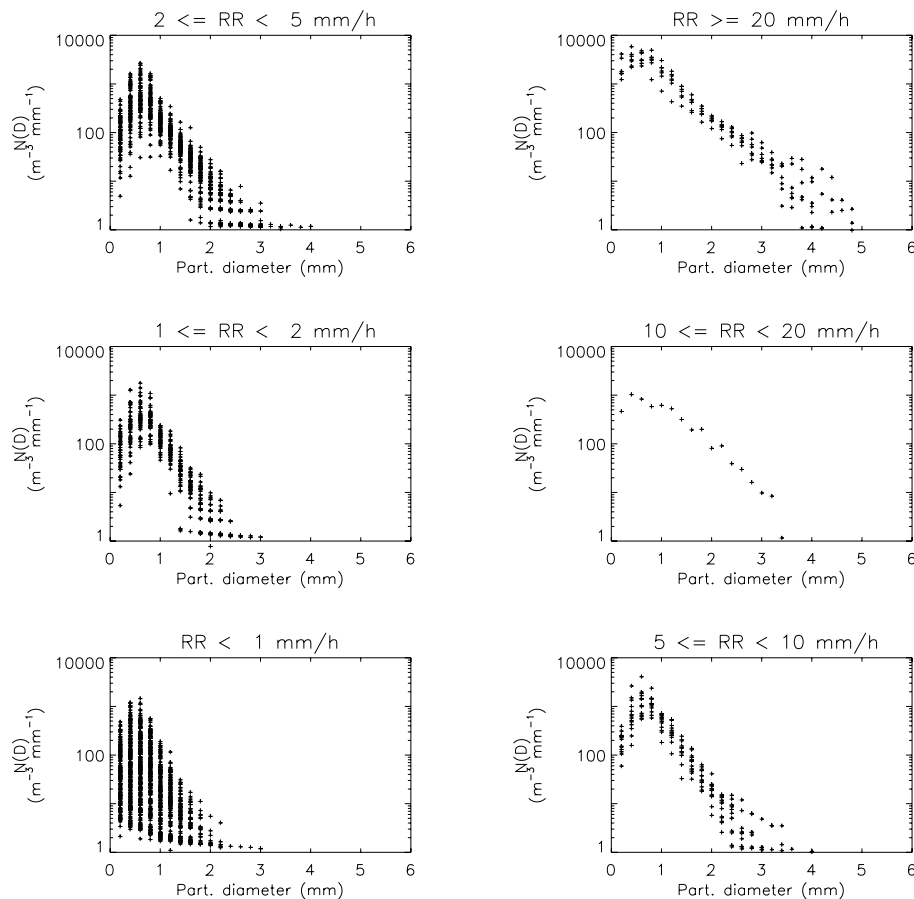 2 <= RR < 5 mm/h
10000
100
1
N(D)
(m⁻³ mm⁻¹)
0 1 2 3 4 5 6
Part. diameter (mm)
RR >= 20 mm/h
10000
100
1
N(D)
(m⁻³ mm⁻¹)
0 1 2 3 4 5 6
Part. diameter (mm)
1 <= RR < 2 mm/h
10000
100
1
N(D)
(m⁻³ mm⁻¹)
0 1 2 3 4 5 6
Part. diameter (mm)
10 <= RR < 20 mm/h
10000
100
1
N(D)
(m⁻³ mm⁻¹)
0 1 2 3 4 5 6
Part. diameter (mm)
RR < 1 mm/h
10000
100
1
N(D)
(m⁻³ mm⁻¹)
0 1 2 3 4 5 6
Part. diameter (mm)
5 <= RR < 10 mm/h
10000
100
1
N(D)
(m⁻³ mm⁻¹)
0 1 2 3 4 5 6
Part. diameter (mm)